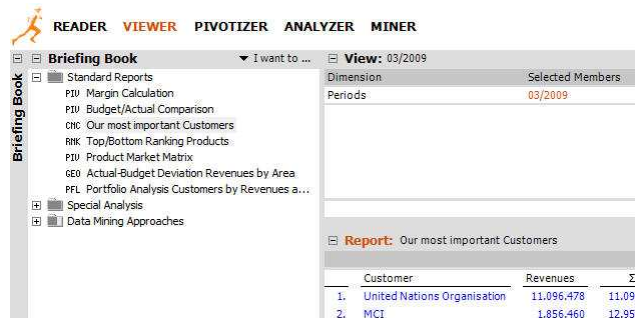 READER VIEWER PIVOTIZER ANALYZER MINER
Briefing Book I want to ...
Briefing Book
Standard Reports
PIV Margin Calculation
PIV Budget/Actual Comparison
CNC Our most important Customers
RNK Top/Bottom Ranking Products
PIV Product Market Matrix
GEO Actual-Budget Deviation Revenues by Area
PFL Portfolio Analysis Customers by Revenues a...
Special Analysis
Data Mining Approaches
View: 03/2009
Dimension Selected Members
Periods 03/2009
Report: Our most important Customers
Customer Revenues Σ
1. United Nations Organisation 11.096.478 11.09
2. MCI 1.856.460 12.95